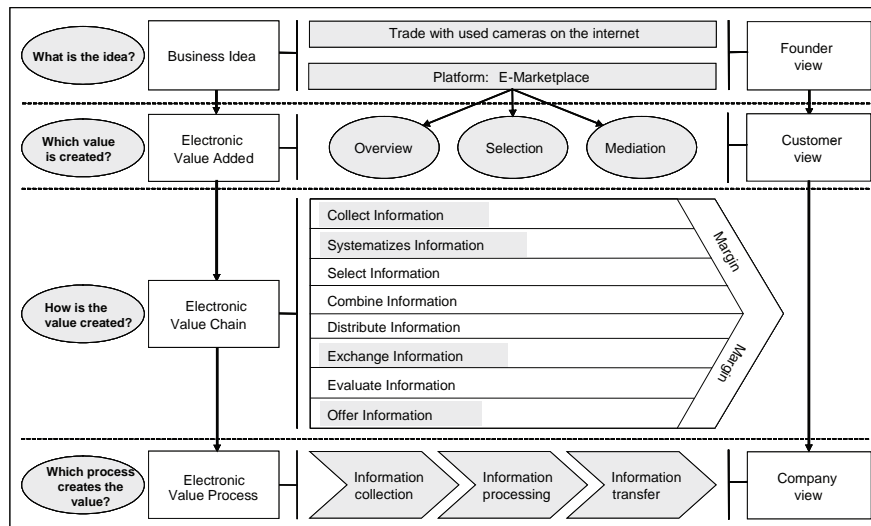 What is the idea?
Business Idea
Trade with used cameras on the internet
Platform: E-Marketplace
Founder
view
Which value
is created?
Electronic
Value Added
Overview
Selection
Mediation
Customer
view
How is the
value created?
Electronic
Value Chain
Collect Information
Systematizes Information
Select Information
Combine Information
Distribute Information
Exchange Information
Evaluate Information
Offer Information
Margin
Margin
Which process
creates the
value?
Electronic
Value Process
Information
collection
Information
processing
Information
transfer
Company
view